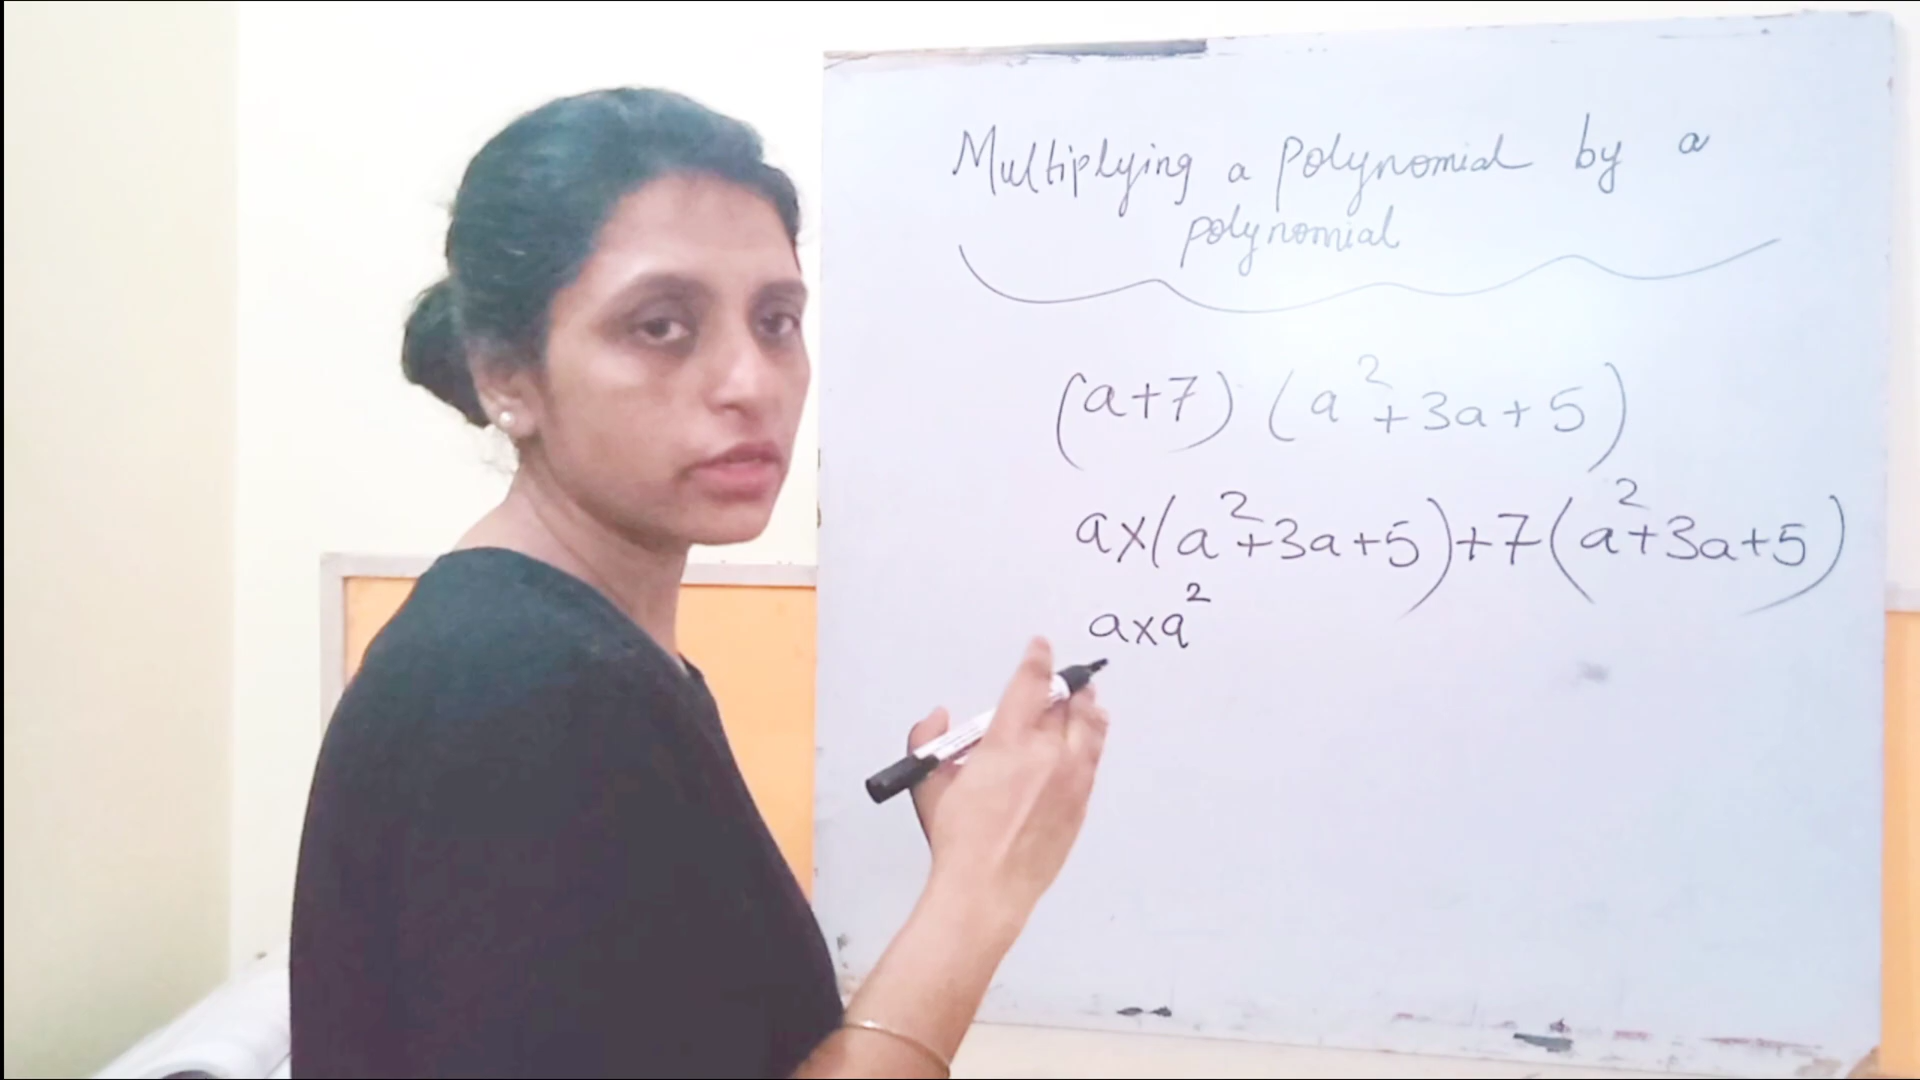 Multiplying a polynomial by a
polynomial
(a+7) (a²+3a+5)
a×(a²+3a+5)+7(a²+3a+5)
a×a²